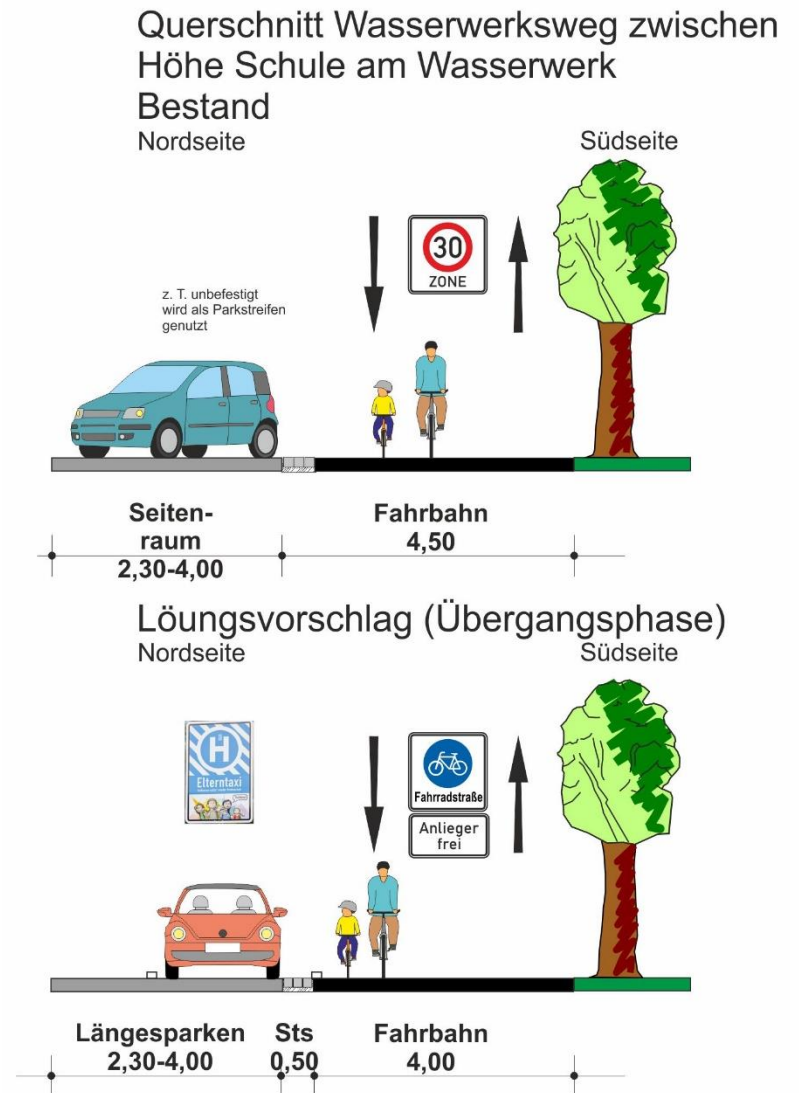 Querschnitt Wasserwerksweg zwischen
Höhe Schule am Wasserwerk
Bestand
Nordseite
Südseite
30
ZONE
z. T. unbefestigt
wird als Parkstreifen
genutzt
Seiten-
raum
2,30-4,00
Fahrbahn
4,50
Löungsvorschlag (Übergangsphase)
Nordseite
Südseite
H
Elterntaxi
Fahrradstraße
Anlieger
frei
Längesparken
2,30-4,00
Sts
0,50
Fahrbahn
4,00